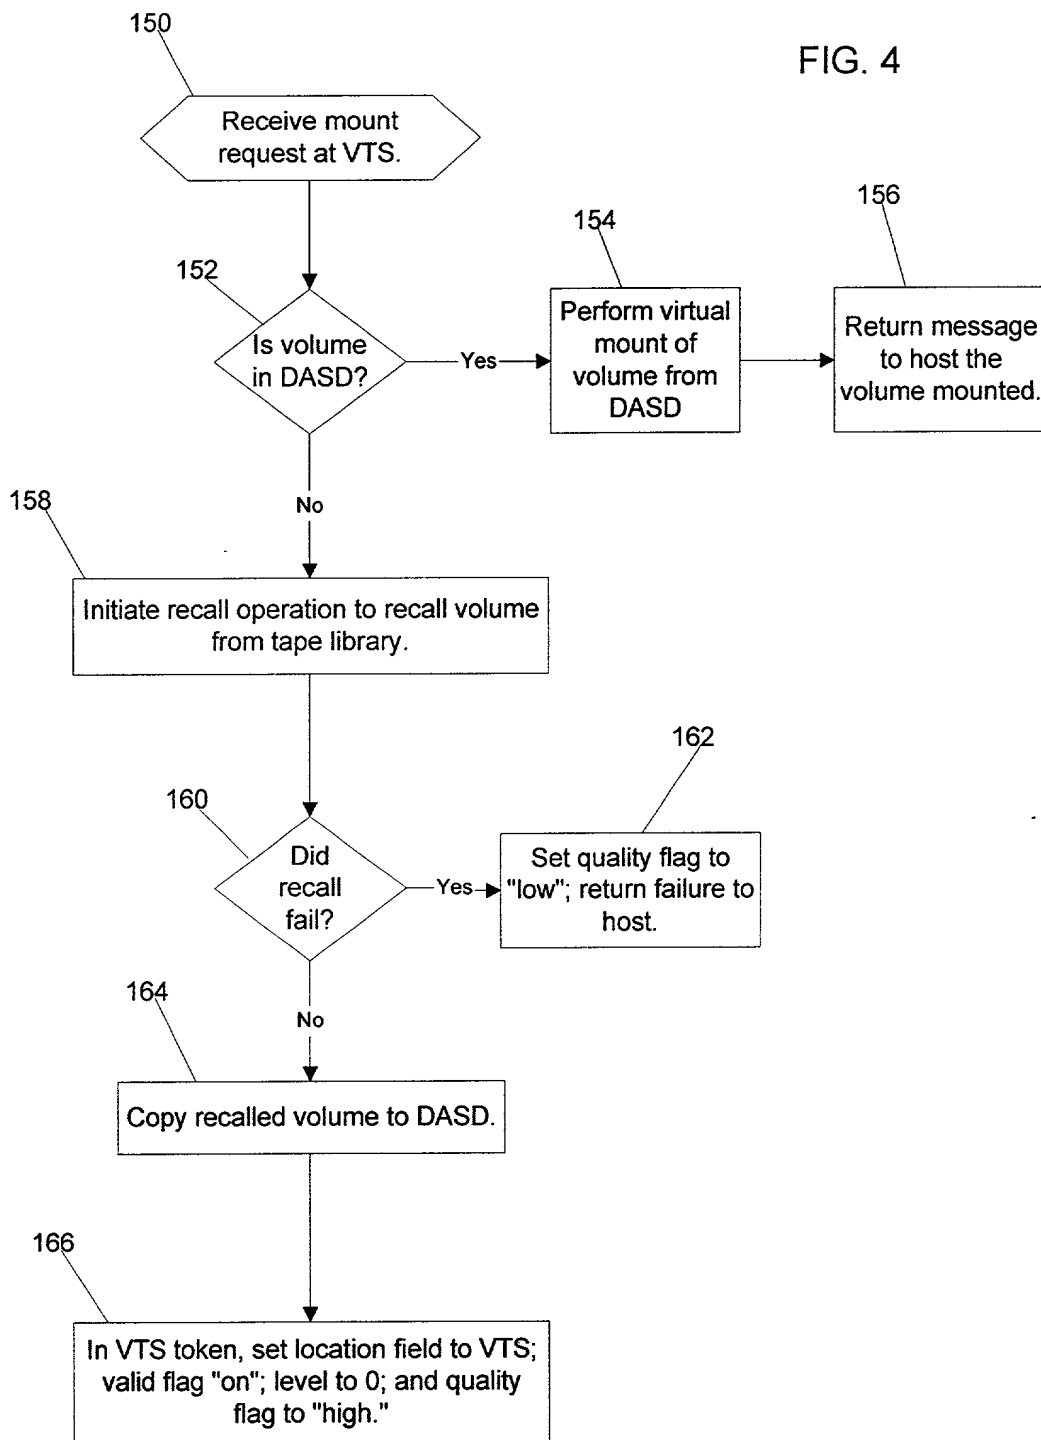 FIG. 4
150
Receive mount
request at VTS.
152
Is volume
in DASD?
Yes
154
Perform virtual
mount of
volume from
DASD
156
Return message
to host the
volume mounted.
No
158
Initiate recall operation to recall volume
from tape library.
160
Did
recall
fail?
Yes
162
Set quality flag to
"low"; return failure to
host.
No
164
Copy recalled volume to DASD.
166
In VTS token, set location field to VTS;
valid flag "on"; level to 0; and quality
flag to "high."